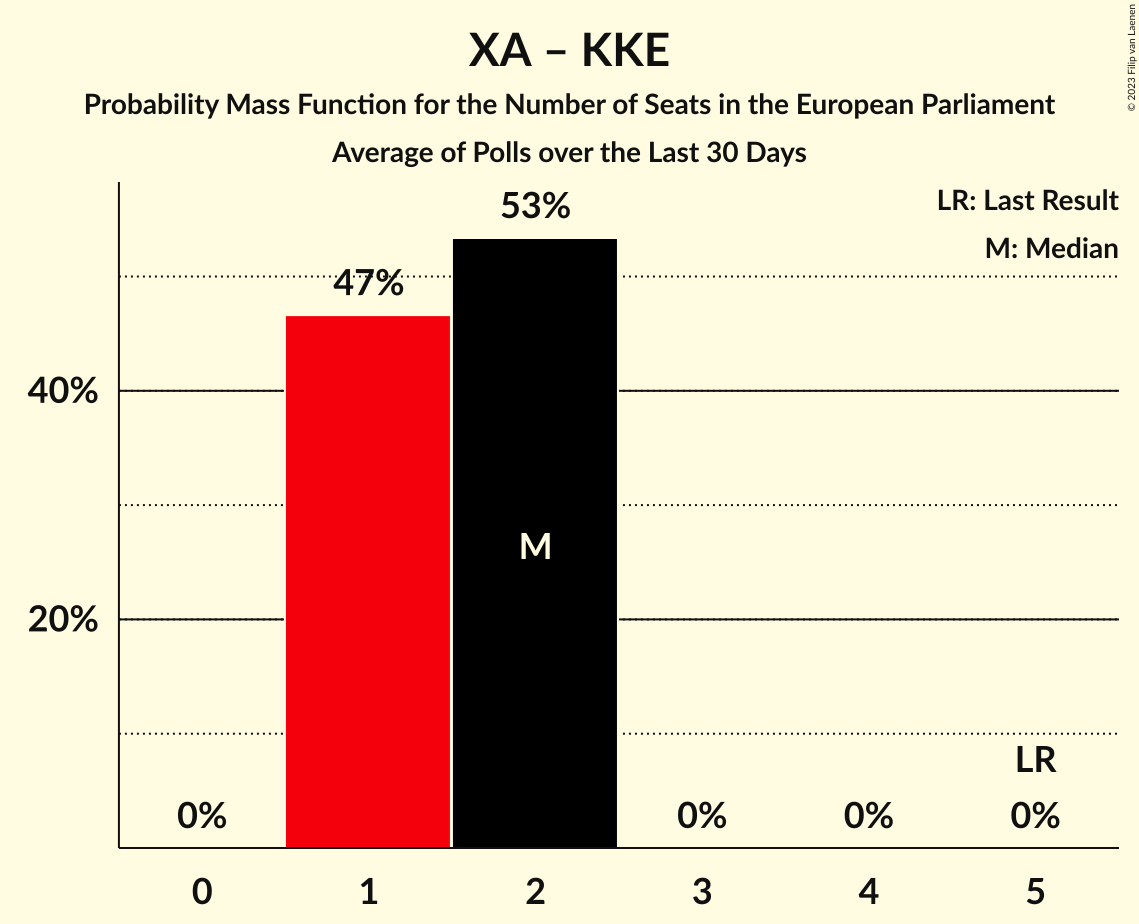 XA – KKE
Probability Mass Function for the Number of Seats in the European Parliament
Average of Polls over the Last 30 Days
© 2023 Filip van Laenen
LR: Last Result
M: Median
53%
47%
40%
20%
M
LR
0%
0%
0%
0%
0 1 2 3 4 5